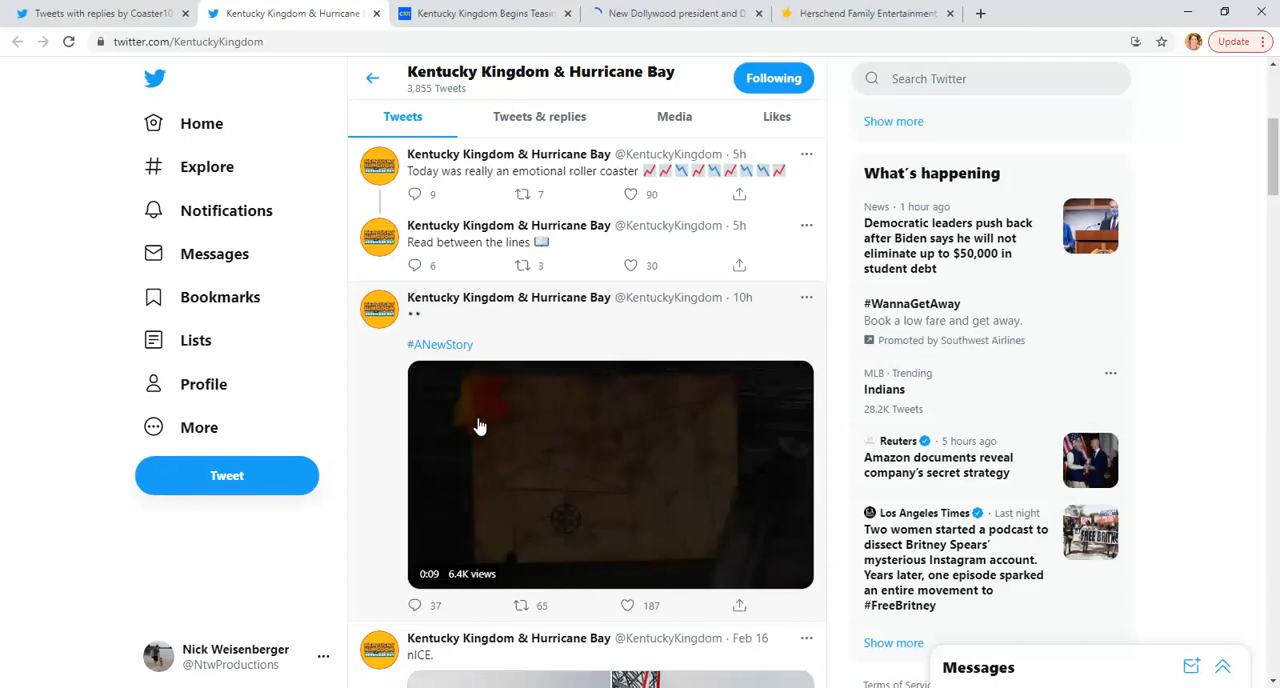 Tweets with replies by Coaster10
Kentucky Kingdom & Hurricane
Kentucky Kingdom Begins Teasin
New Dollywood president and D
Herschend Family Entertainment
twitter.com/KentuckyKingdom
Update
Home
Explore
Notifications
Messages
Bookmarks
Lists
Profile
More
Tweet
Nick Weisenberger
@NtwProductions
Kentucky Kingdom & Hurricane Bay
3,855 Tweets
Following
Tweets
Tweets & replies
Media
Likes
Kentucky Kingdom & Hurricane Bay @KentuckyKingdom · 5h
Today was really an emotional roller coaster 📈📈📉📈📉📈📉📉📈
9 7 90
Kentucky Kingdom & Hurricane Bay @KentuckyKingdom · 5h
Read between the lines 📖
6 3 30
Kentucky Kingdom & Hurricane Bay @KentuckyKingdom · 10h
👀
#ANewStory
0:09 6.4K views
37 65 187
Kentucky Kingdom & Hurricane Bay @KentuckyKingdom · Feb 16
nICE.
Search Twitter
Show more
What's happening
News · 1 hour ago
Democratic leaders push back
after Biden says he will not
eliminate up to $50,000 in
student debt
#WannaGetAway
Book a low fare and get away.
Promoted by Southwest Airlines
MLB · Trending
Indians
28.2K Tweets
Reuters · 5 hours ago
Amazon documents reveal
company's secret strategy
Los Angeles Times · Last night
Two women started a podcast to
dissect Britney Spears'
mysterious Instagram account.
Years later, one episode sparked
an entire movement to
#FreeBritney
Show more
Messages